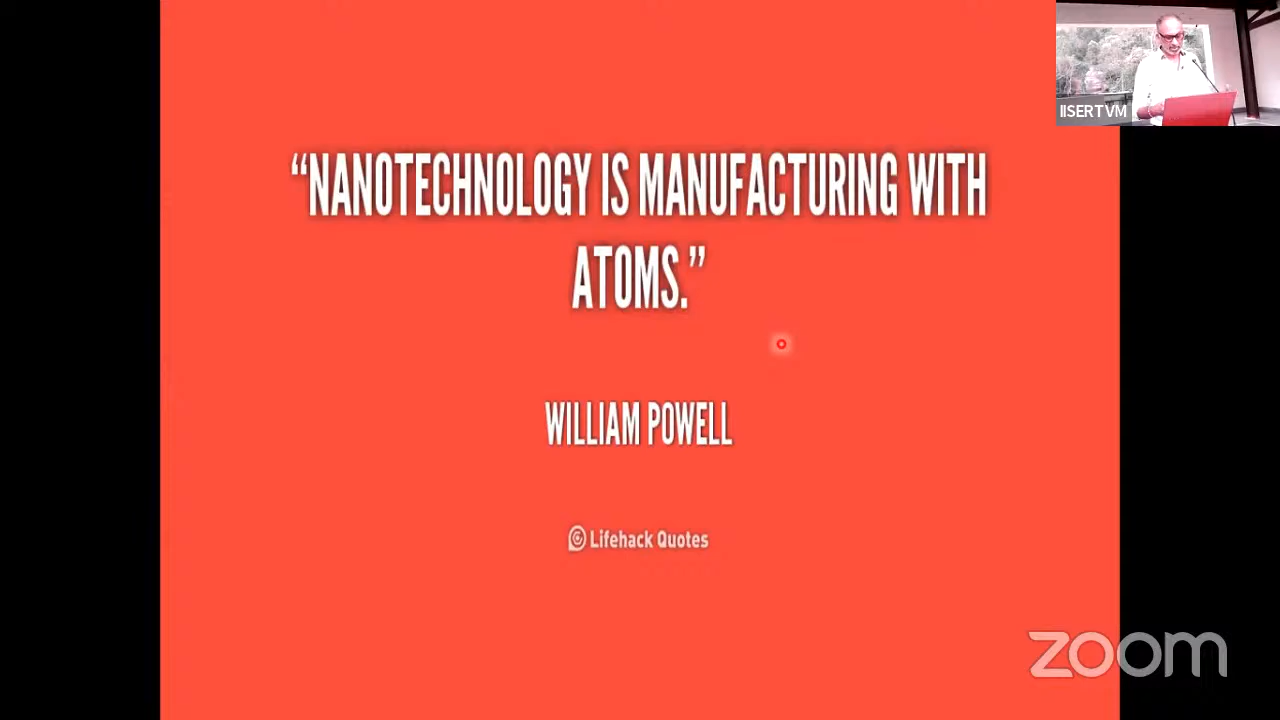 “NANOTECHNOLOGY IS MANUFACTURING WITH
ATOMS.”
WILLIAM POWELL
Lifehack Quotes
IISERTVM
zoom